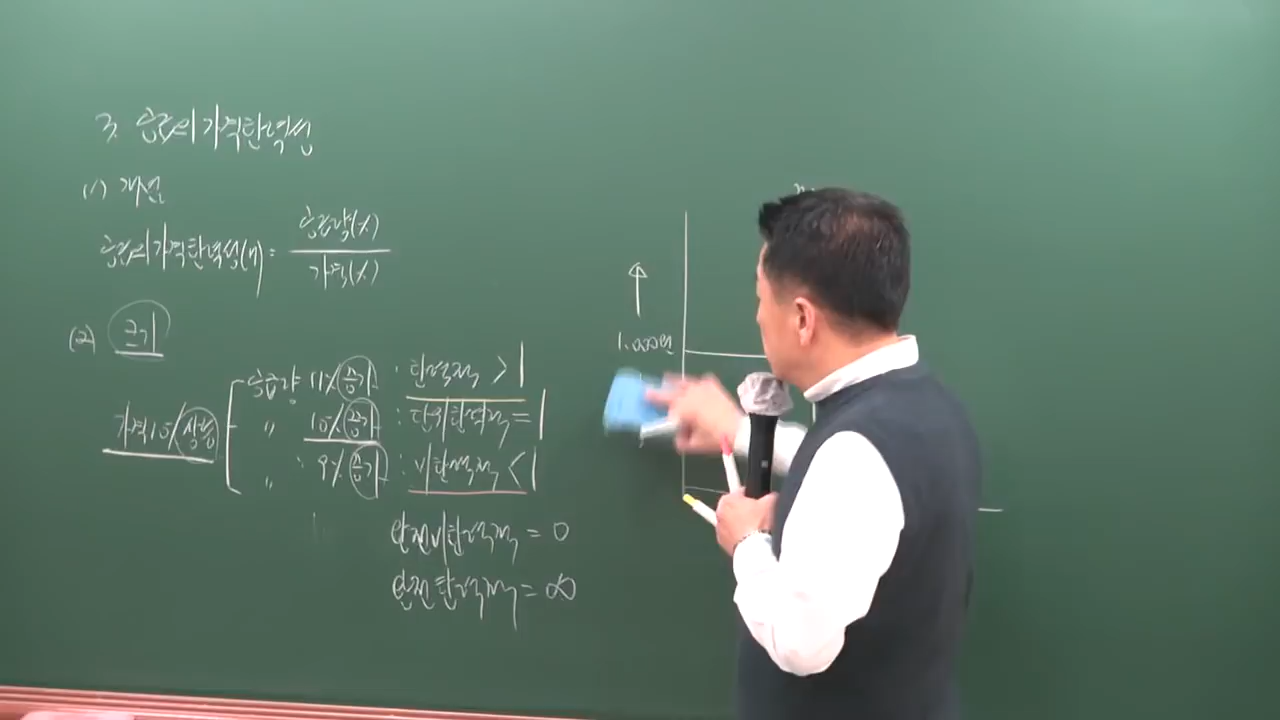 3. 공급의 가격탄력성
(1) 개념
공급의 가격탄력성(η) = 공급량(%) / 가격(%)
(2) 크기
가격 10% 상승
공급량 11% 증가 : 탄력적 > 1
〃 10% 증가 : 단위탄력적 = 1
〃 9% 증가 : 비탄력적 < 1
완전비탄력적 = 0
완전탄력적 = ∞
1,000원